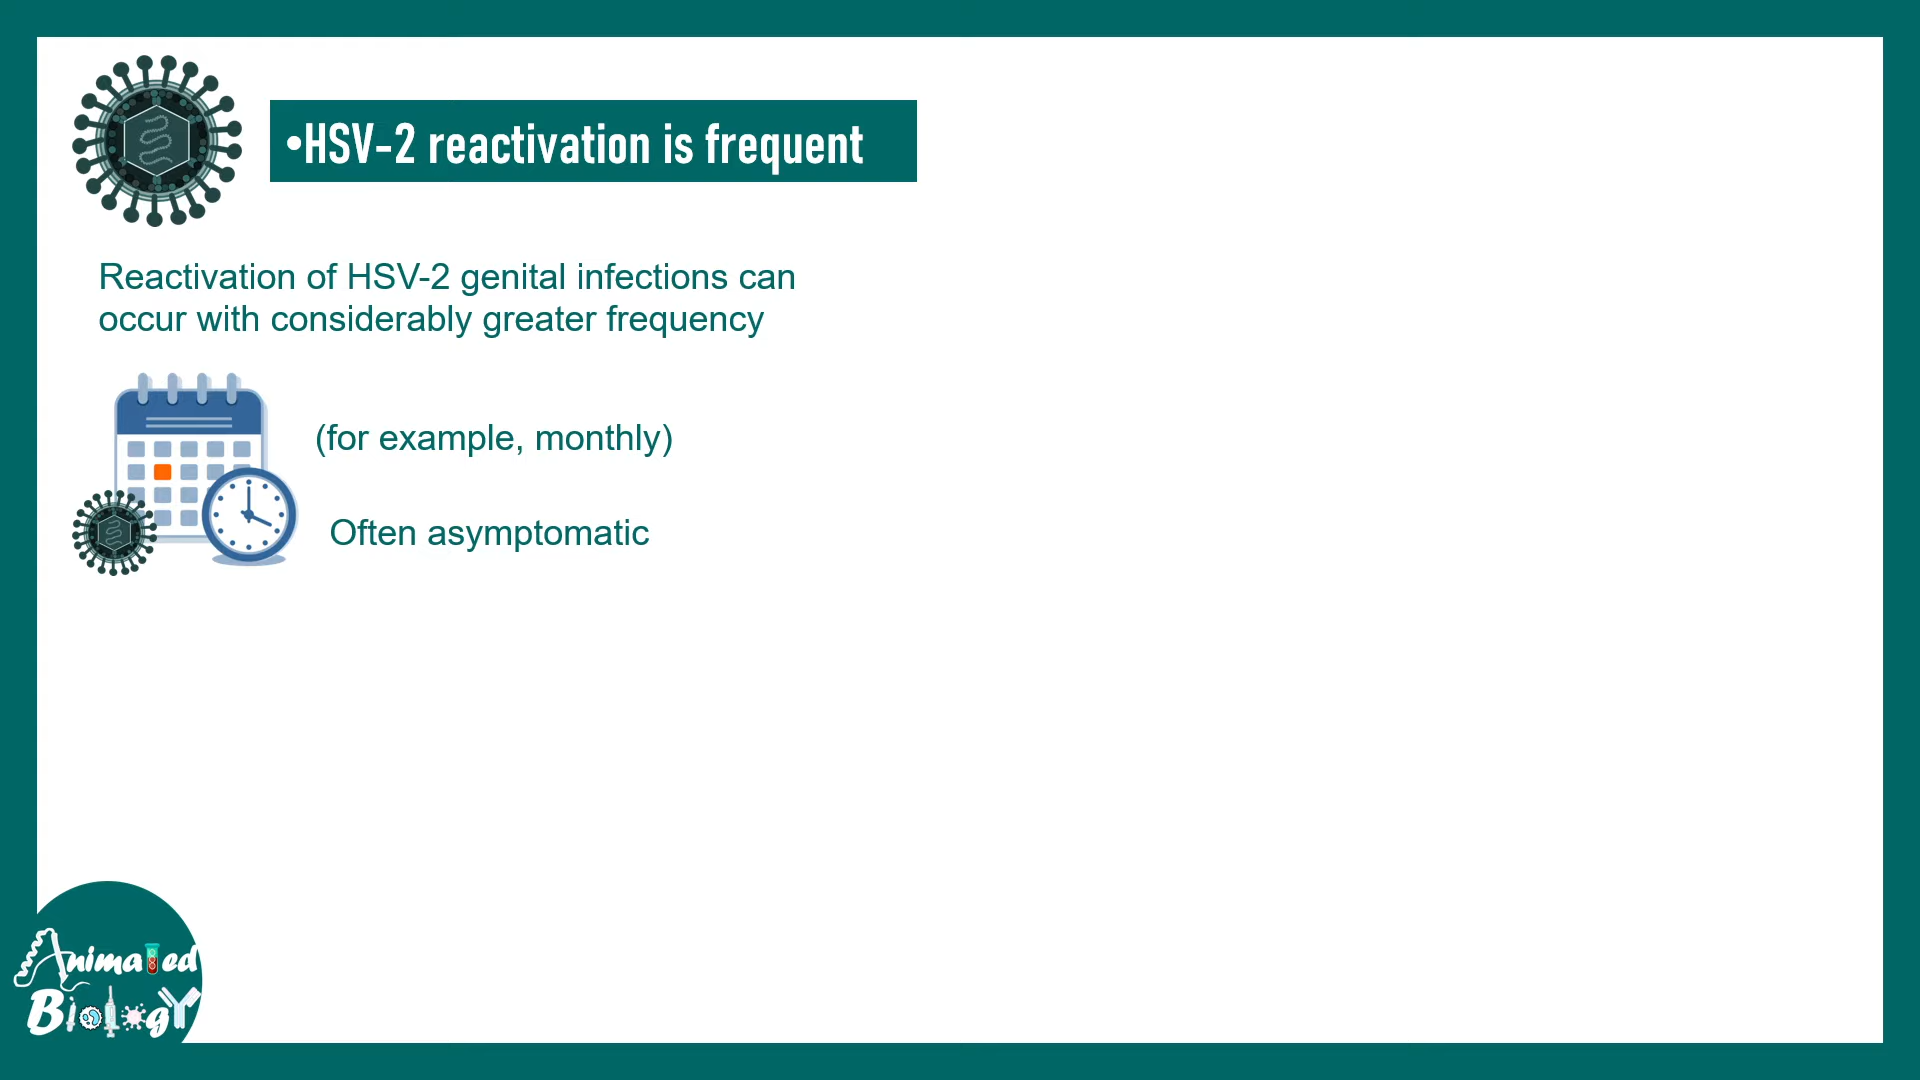 •HSV-2 reactivation is frequent
Reactivation of HSV-2 genital infections can
occur with considerably greater frequency
(for example, monthly)
Often asymptomatic
Animated
Biology